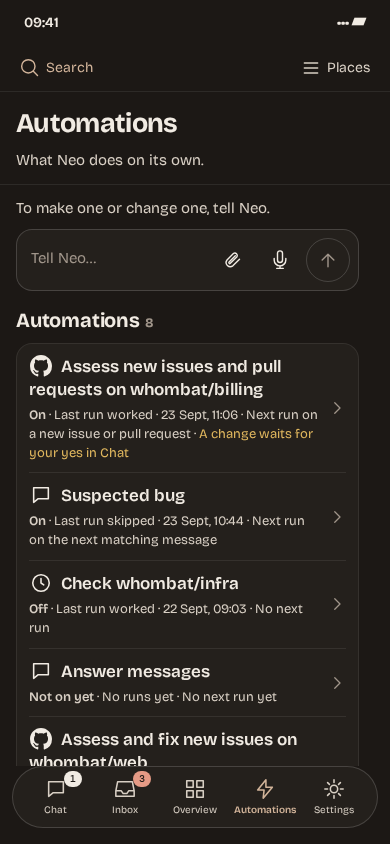 09:41
Search
Places
Automations
What Neo does on its own.
To make one or change one, tell Neo.
Tell Neo...
Automations 8
Assess new issues and pull
requests on whombat/billing
On · Last run worked · 23 Sept, 11:06 · Next run on
a new issue or pull request · A change waits for
your yes in Chat
Suspected bug
On · Last run skipped · 23 Sept, 10:44 · Next run
on the next matching message
Check whombat/infra
Off · Last run worked · 22 Sept, 09:03 · No next
run
Answer messages
Not on yet · No runs yet · No next run yet
Assess and fix new issues on
whombat/web
1
3
Chat
Inbox
Overview
Automations
Settings